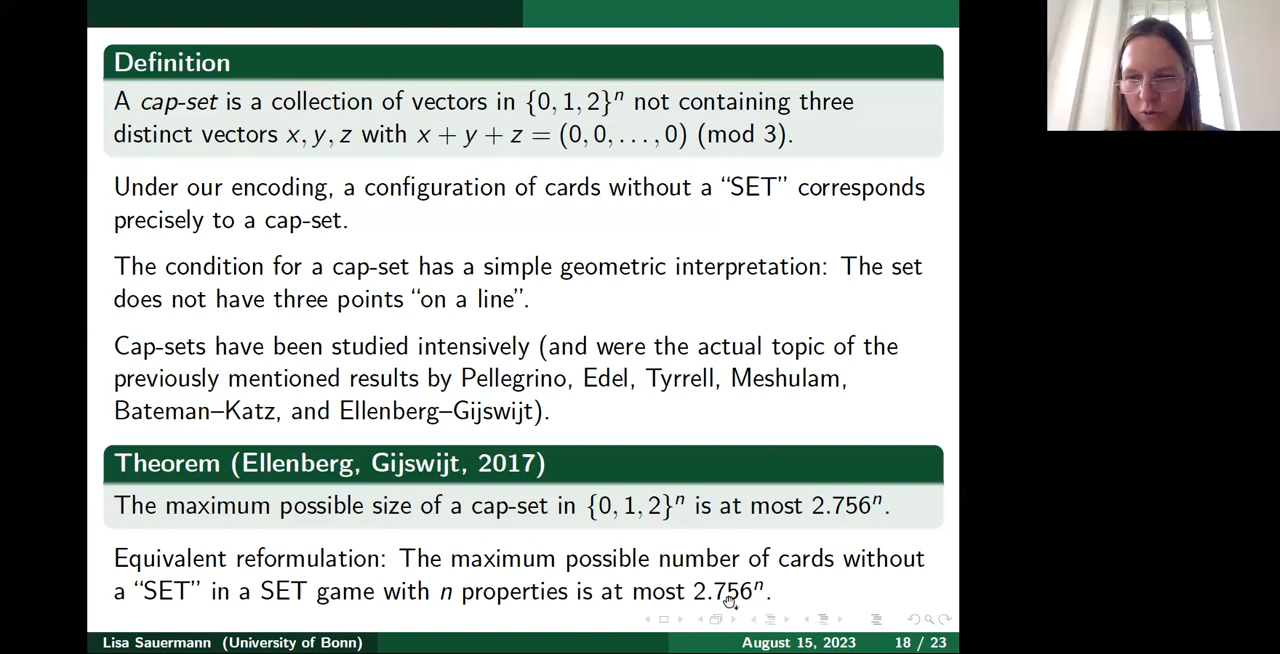 Definition
A cap-set is a collection of vectors in {0, 1, 2}ⁿ not containing three
distinct vectors x, y, z with x + y + z = (0, 0, . . . , 0) (mod 3).
Under our encoding, a configuration of cards without a “SET” corresponds
precisely to a cap-set.
The condition for a cap-set has a simple geometric interpretation: The set
does not have three points “on a line”.
Cap-sets have been studied intensively (and were the actual topic of the
previously mentioned results by Pellegrino, Edel, Tyrrell, Meshulam,
Bateman–Katz, and Ellenberg–Gijswijt).
Theorem (Ellenberg, Gijswijt, 2017)
The maximum possible size of a cap-set in {0, 1, 2}ⁿ is at most 2.756ⁿ.
Equivalent reformulation: The maximum possible number of cards without
a “SET” in a SET game with n properties is at most 2.756ⁿ.
Lisa Sauermann (University of Bonn) August 15, 2023 18 / 23